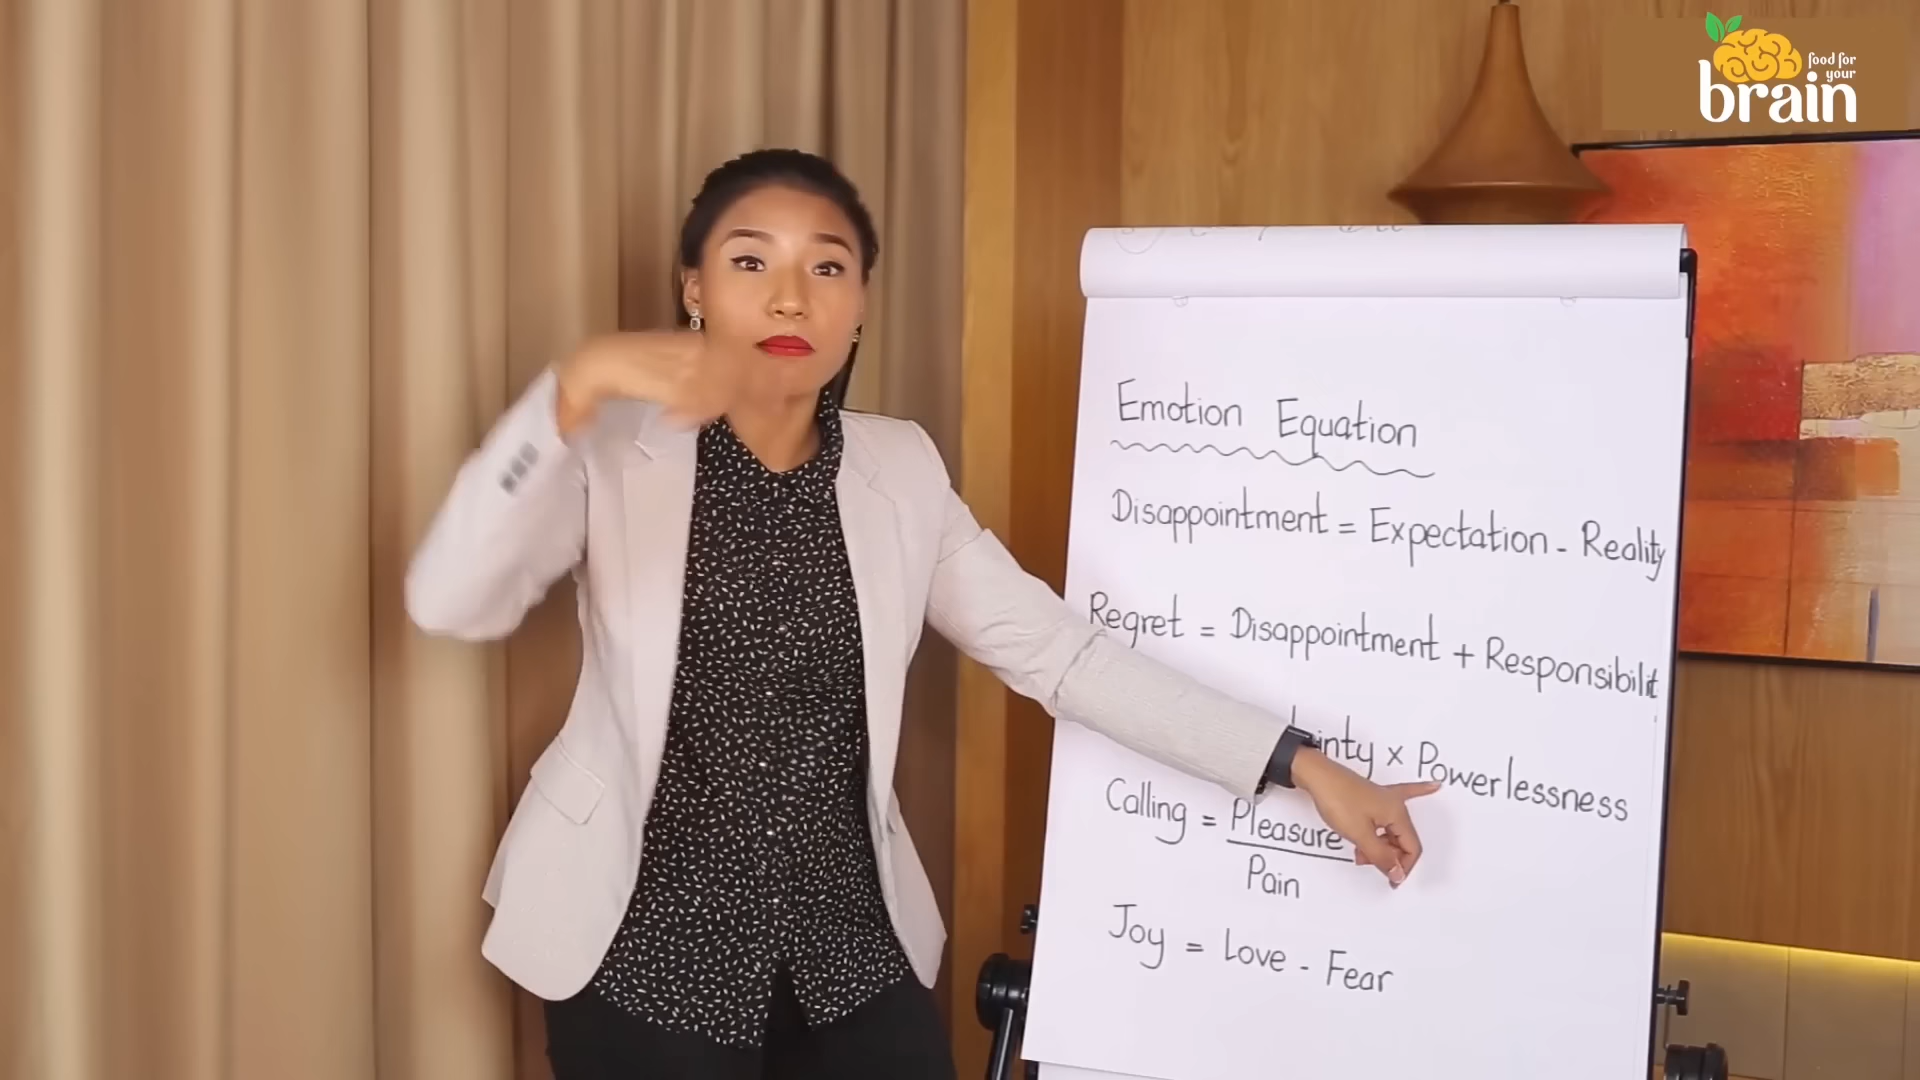 food for
your
brain
Emotion Equation
Disappointment = Expectation - Reality
Regret = Disappointment + Responsibilit
inty x Powerlessness
Calling = Pleasure
Pain
Joy = Love - Fear